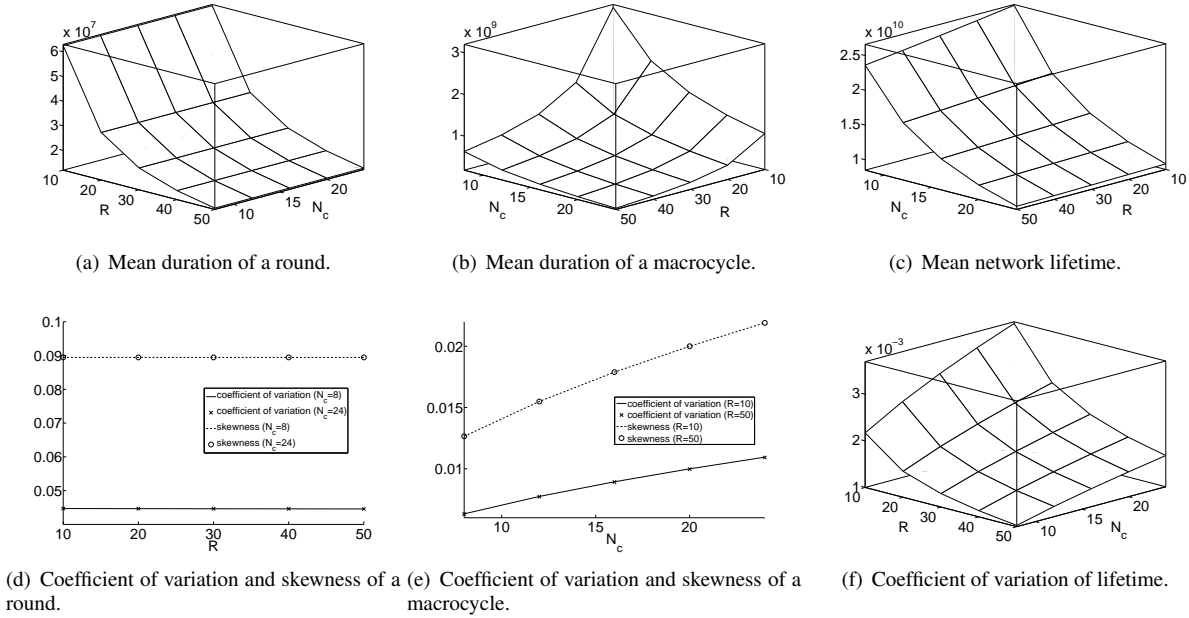 x 10^7
6
5
4
3
2
10
20
30
40
50
R
10
15
20
N_c
(a) Mean duration of a round.
x 10^9
3
2
1
10
15
20
N_c
50
40
30
20
10
R
(b) Mean duration of a macrocycle.
x 10^10
2.5
2
1.5
1
10
15
20
N_c
50
40
30
20
10
R
(c) Mean network lifetime.
0.1
0.09
0.08
0.07
0.06
0.05
10
20
30
40
50
R
coefficient of variation (N_c=8)
coefficient of variation (N_c=24)
skewness (N_c=8)
skewness (N_c=24)
(d) Coefficient of variation and skewness of a
round.
0.02
0.015
0.01
10
15
20
N_c
coefficient of variation (R=10)
coefficient of variation (R=50)
skewness (R=10)
skewness (R=50)
(e) Coefficient of variation and skewness of a
macrocycle.
x 10^-3
3
2
1
10
20
30
40
50
R
10
15
20
N_c
(f) Coefficient of variation of lifetime.